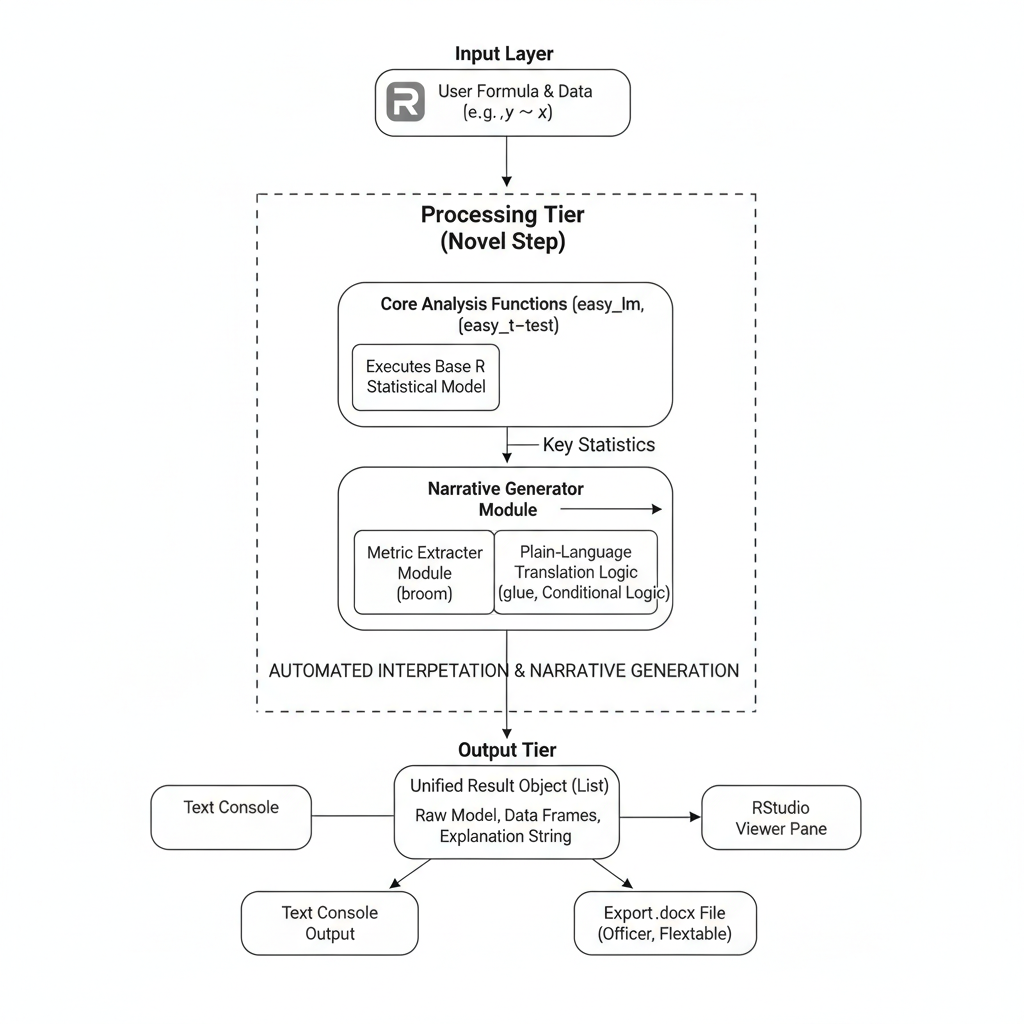 Input Layer
R
User Formula & Data
(e.g.,y ~ x)
Processing Tier
(Novel Step)
Core Analysis Functions (easy_lm,
(easy_t-test)
Executes Base R
Statistical Model
Key Statistics
Narrative Generator
Module
Metric Extracter
Module
(broom)
Plain-Language
Translation Logic
(glue, Conditional Logic)
AUTOMATED INTERPETATION & NARRATIVE GENERATION
Output Tier
Unified Result Object (List)
Raw Model, Data Frames,
Explanation String
Text Console
RStudio
Viewer Pane
Text Console
Output
Export.docx File
(Officer, Flextable)